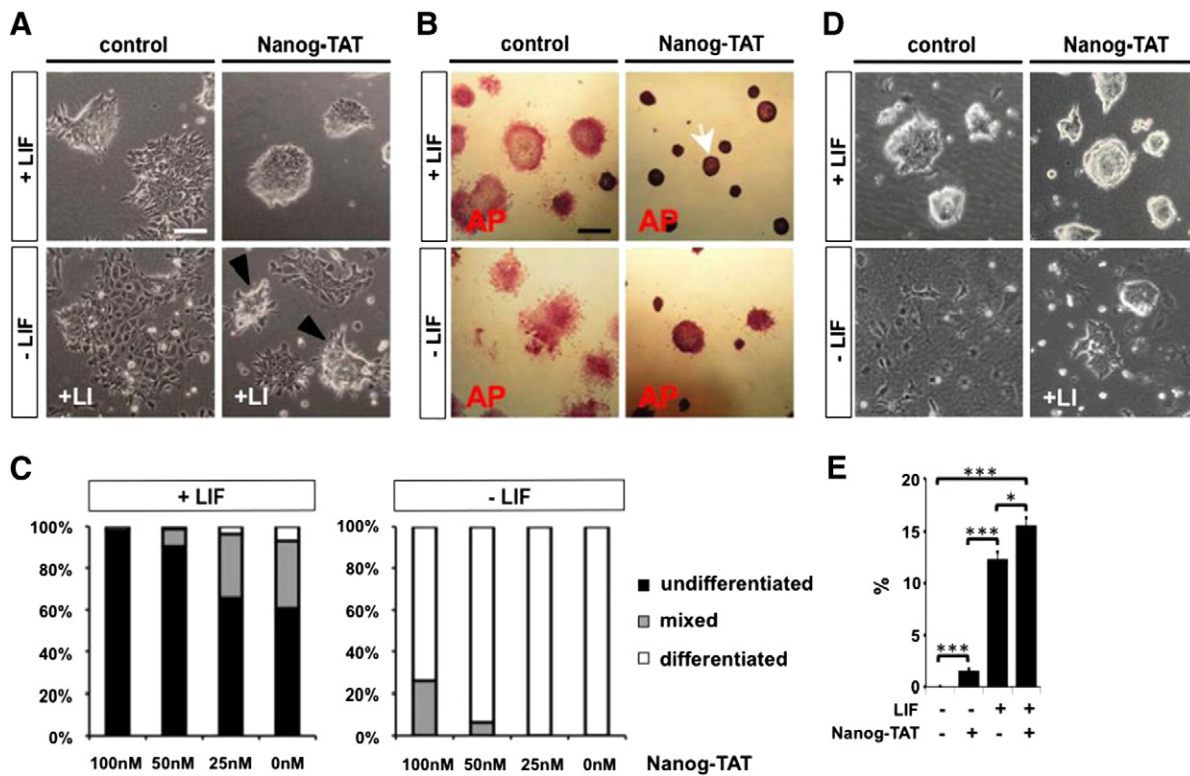 A
control Nanog-TAT
+ LIF
- LIF
+LI
+LI
B
control Nanog-TAT
+ LIF
- LIF
AP
AP
AP
AP
D
control Nanog-TAT
+ LIF
- LIF
+LI
C
+ LIF
100%
80%
60%
40%
20%
0%
100nM 50nM 25nM 0nM
- LIF
100%
80%
60%
40%
20%
0%
100nM 50nM 25nM 0nM Nanog-TAT
undifferentiated
mixed
differentiated
E
20
15
10
5
0
%
***
*
***
***
LIF - - + +
Nanog-TAT - + - +